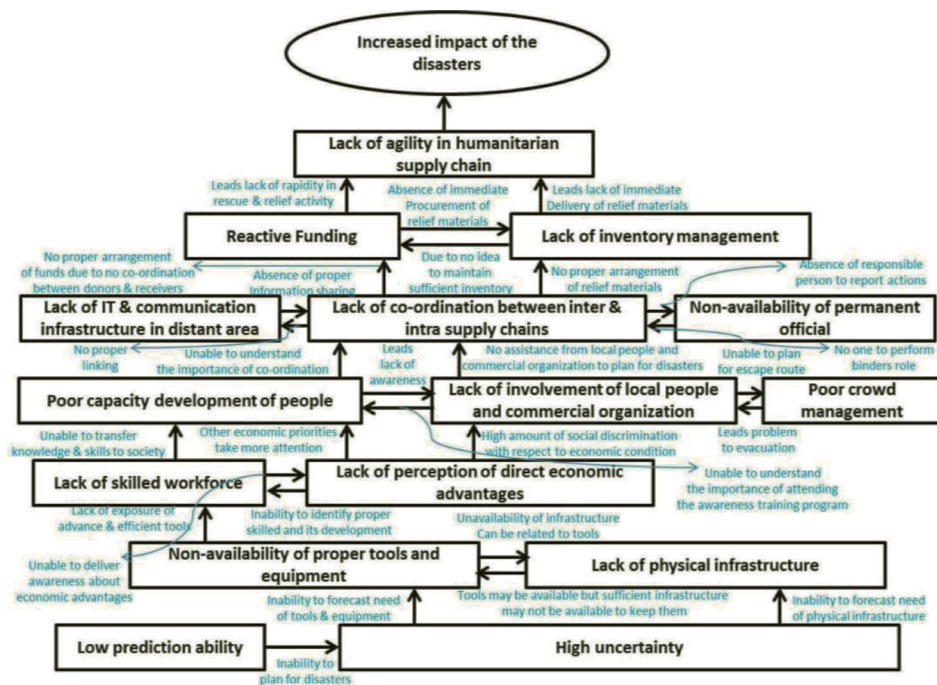 Increased impact of the
disasters
Lack of agility in humanitarian
supply chain
Leads lack of rapidity in
rescue & relief activity
Absence of immediate
Procurement of
relief materials
Leads lack of immediate
Delivery of relief materials
Reactive Funding
Lack of inventory management
No proper arrangement
of funds due to no co-ordination
between donors & receivers
Absence of proper
Information sharing
Due to no idea
to maintain
sufficient inventory
No proper arrangement
of relief materials
Absence of responsible
person to report actions
Lack of IT & communication
infrastructure in distant area
Lack of co-ordination between inter &
intra supply chains
Non-availability of permanent
official
No proper
linking
Unable to understand
the importance of co-ordination
Leads
lack of
awareness
No assistance from local people and
commercial organization to plan for disasters
Unable to plan
for escape route
No one to perform
binders role
Poor capacity development of people
Lack of involvement of local people
and commercial organization
Poor crowd
management
Unable to transfer
knowledge & skills to society
Other economic priorities
take more attention
High amount of social discrimination
with respect to economic condition
Leads problem
to evacuation
Lack of skilled workforce
Lack of perception of direct economic
advantages
Unable to understand
the importance of attending
the awareness training program
Lack of exposure of
advance & efficient tools
Inability to identify proper
skilled and its development
Unavailability of infrastructure
Can be related to tools
Non-availability of proper tools and
equipment
Lack of physical infrastructure
Unable to deliver
awareness about
economic advantages
Inability to forecast need
of tools & equipment
Tools may be available but sufficient infrastructure
may not be available to keep them
Inability to forecast need
of physical infrastructure
Low prediction ability
High uncertainty
Inability to
plan for disasters